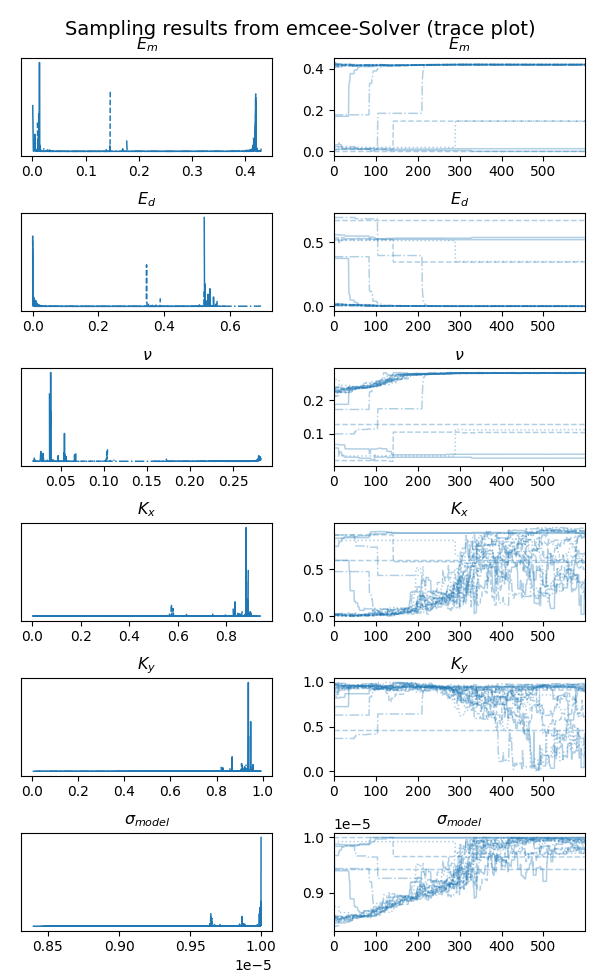 Sampling results from emcee-Solver (trace plot)
E_m E_m
0.0 0.1 0.2 0.3 0.4
0.4
0.2
0.0
0 100 200 300 400 500
E_d E_d
0.0 0.2 0.4 0.6
0.5
0.0
0 100 200 300 400 500
ν ν
0.05 0.10 0.15 0.20 0.25
0.2
0.1
0 100 200 300 400 500
K_x K_x
0.0 0.2 0.4 0.6 0.8
0.5
0.0
0 100 200 300 400 500
K_y K_y
0.0 0.2 0.4 0.6 0.8 1.0
1.0
0.5
0.0
0 100 200 300 400 500
σ_model σ_model
0.85 0.90 0.95 1.00
1e−5
1e−5
1.0
0.9
0 100 200 300 400 500